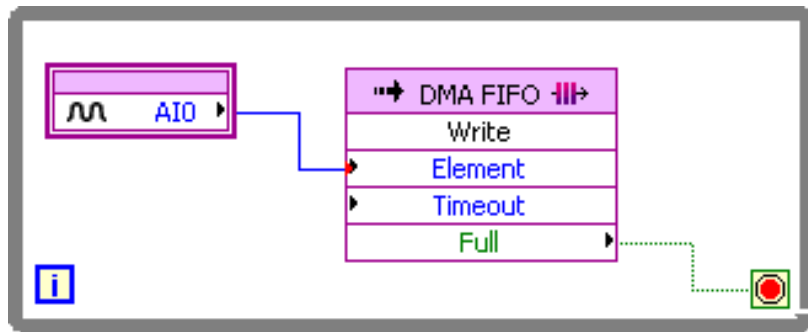 AI0
DMA FIFO
Write
Element
Timeout
Full
i